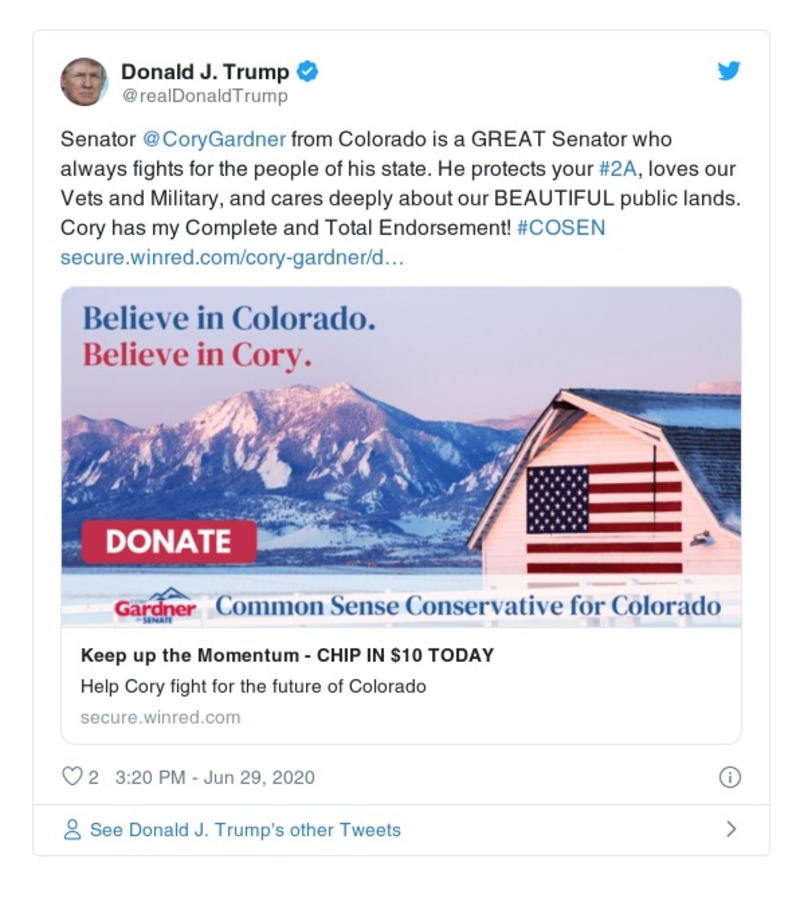 Donald J. Trump
@realDonaldTrump
Senator @CoryGardner from Colorado is a GREAT Senator who
always fights for the people of his state. He protects your #2A, loves our
Vets and Military, and cares deeply about our BEAUTIFUL public lands.
Cory has my Complete and Total Endorsement! #COSEN
secure.winred.com/cory-gardner/d…
Believe in Colorado.
Believe in Cory.
DONATE
Gardner
SENATE
Common Sense Conservative for Colorado
Keep up the Momentum - CHIP IN $10 TODAY
Help Cory fight for the future of Colorado
secure.winred.com
2 3:20 PM - Jun 29, 2020
See Donald J. Trump's other Tweets